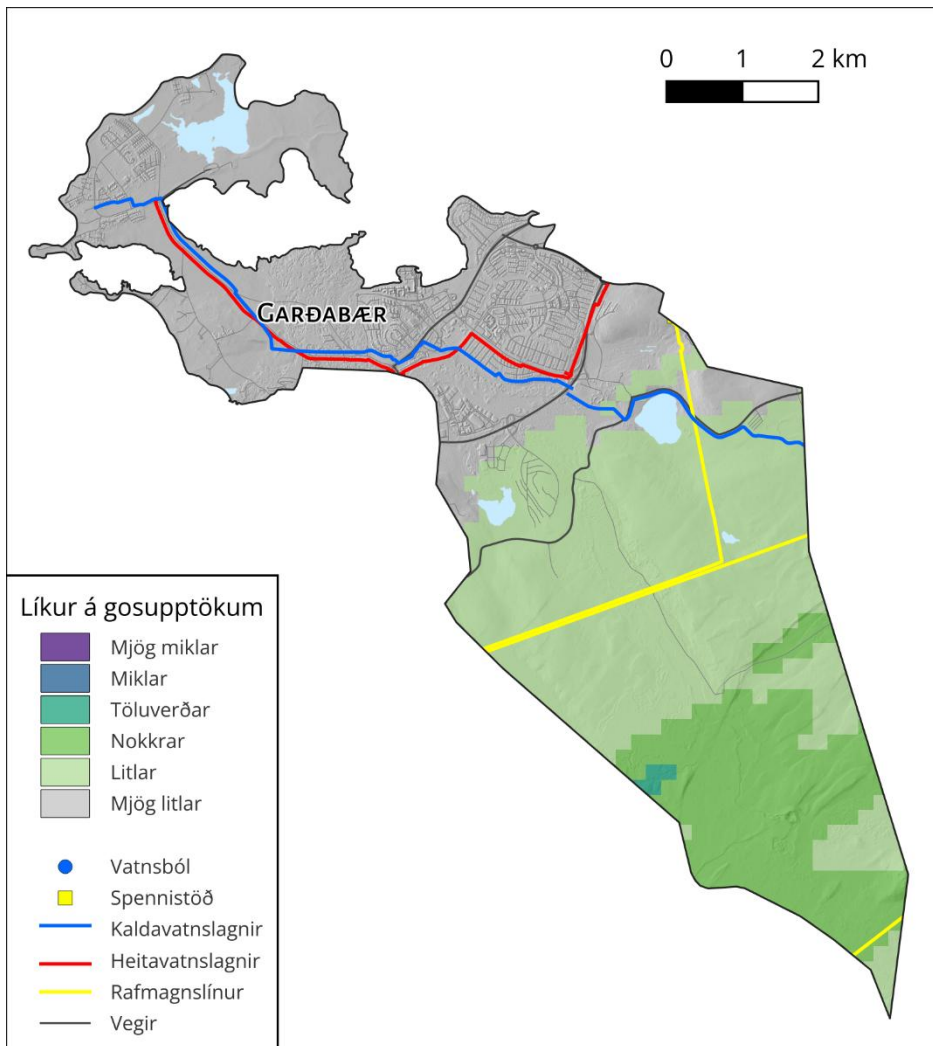 0 1 2 km
GARÐABÆR
Líkur á gosupptökum
Mjög miklar
Miklar
Töluverðar
Nokkrar
Litlar
Mjög litlar
Vatnsból
Spennistöð
Kaldavatnslagnir
Heitavatnslagnir
Rafmagnslínur
Vegir